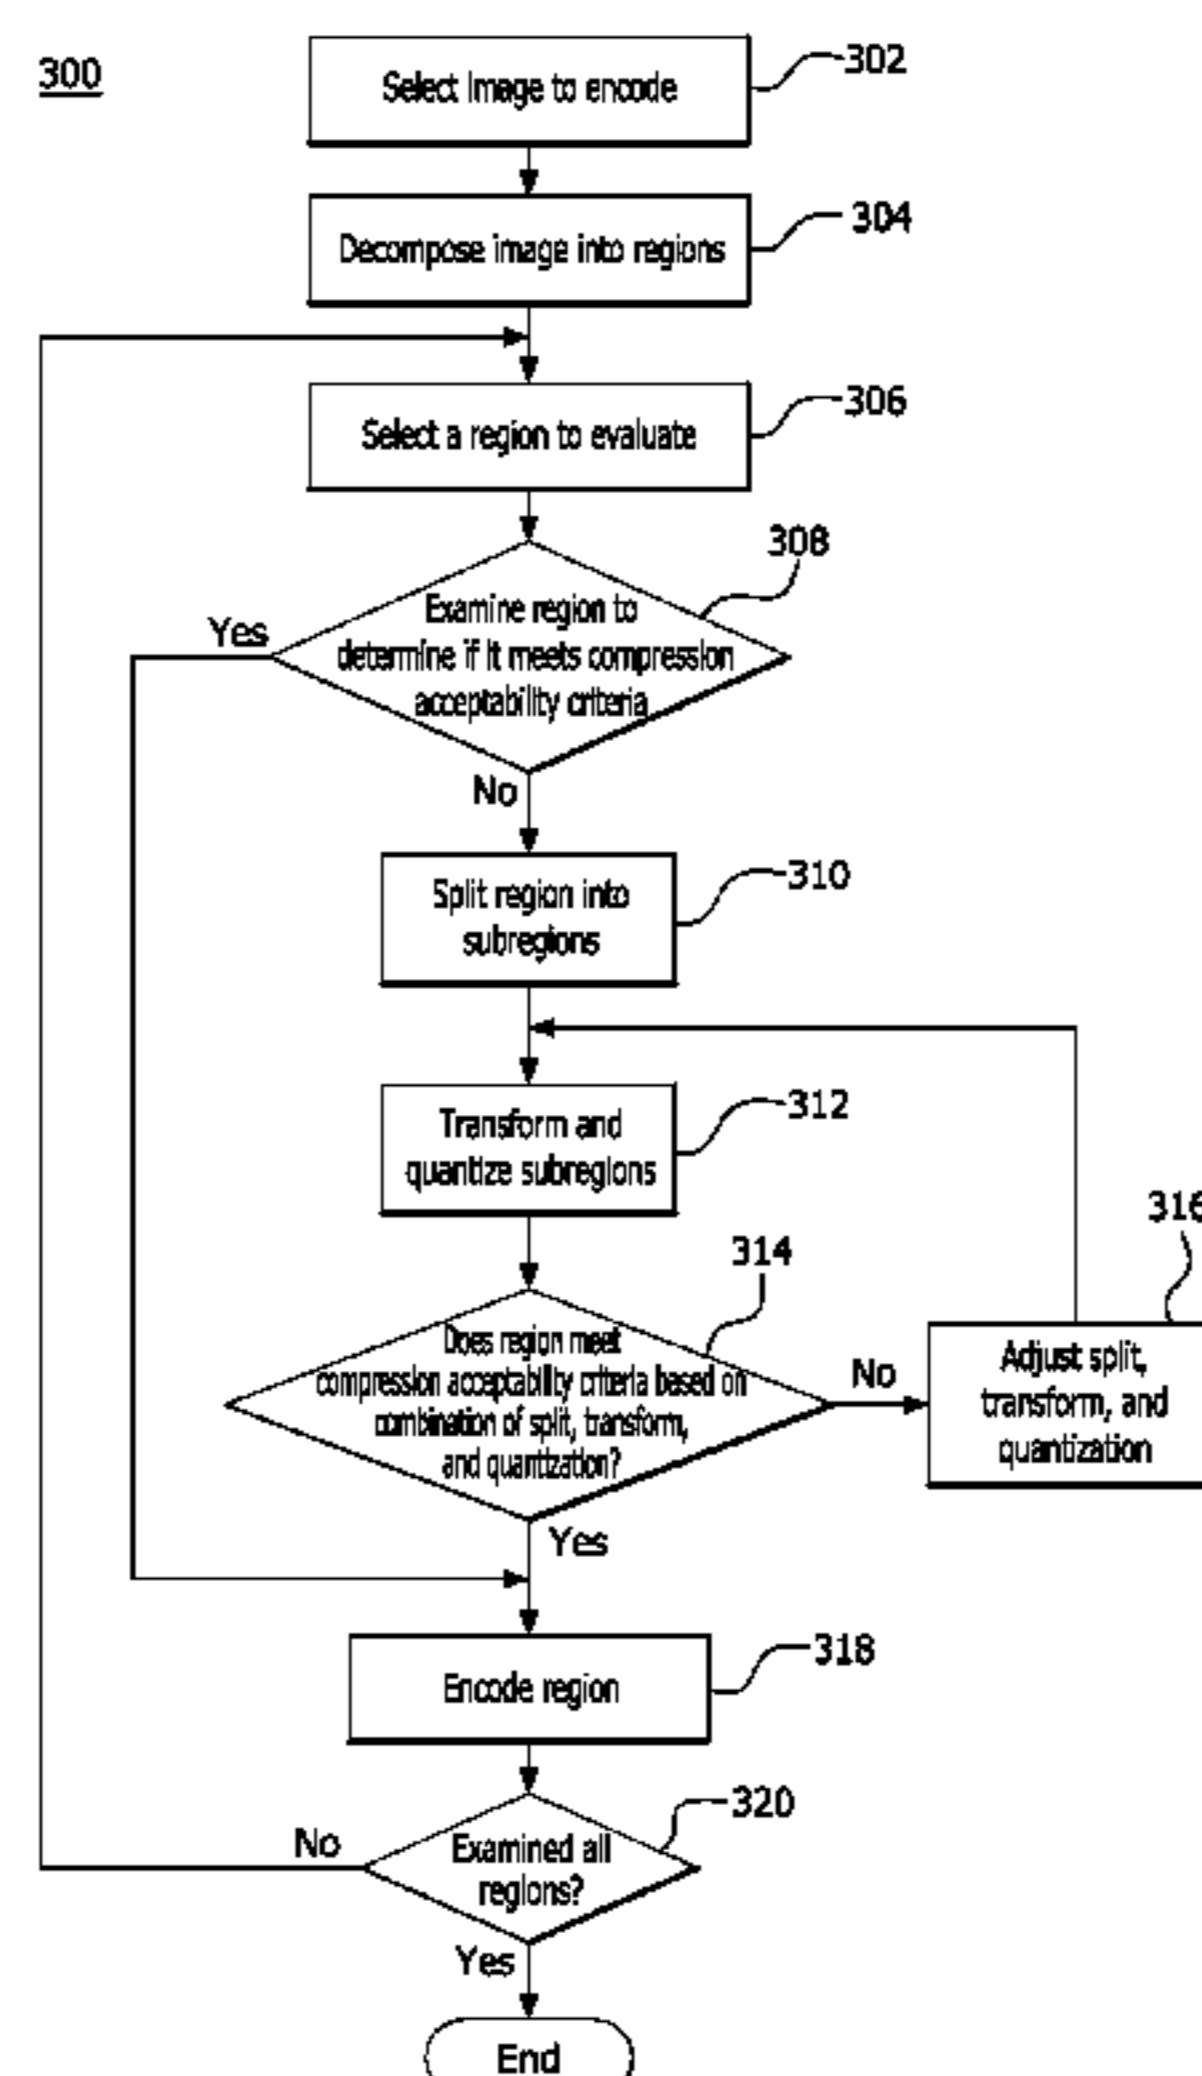 300
Select image to encode
302
Decompose image into regions
304
Select a region to evaluate
306
308
Yes
Examine region to
determine if it meets compression
acceptability criteria
No
Split region into
subregions
310
Transform and
quantize subregions
312
314
316
Does region meet
compression acceptability criteria based on
combination of split, transform,
and quantization?
No
Adjust split,
transform, and
quantization
Yes
Encode region
318
320
No
Examined all
regions?
Yes
End